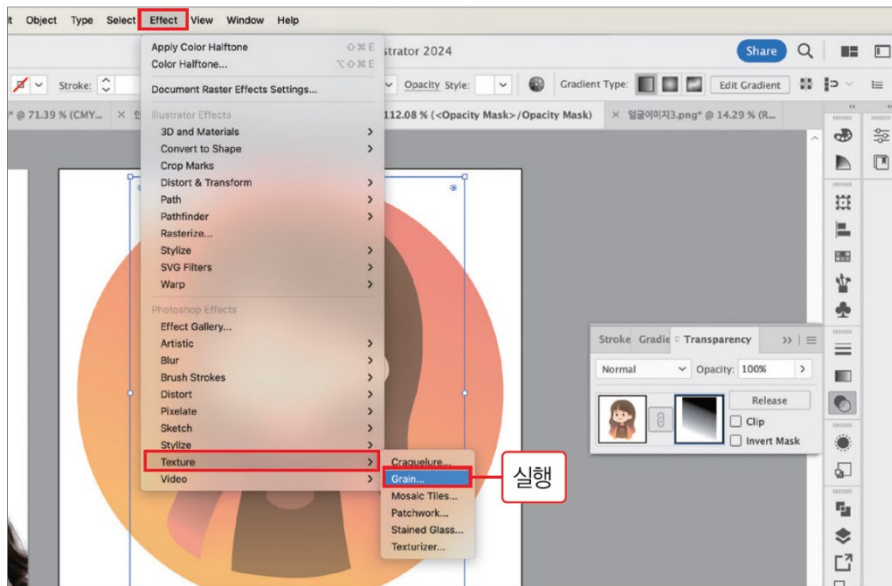 Object Type Select Effect View Window Help
Apply Color Halftone ⇧⌘E
Color Halftone... ⌥⇧⌘E
Document Raster Effects Settings...
Illustrator Effects
3D and Materials
Convert to Shape
Crop Marks
Distort & Transform
Path
Pathfinder
Rasterize...
Stylize
SVG Filters
Warp
Photoshop Effects
Effect Gallery...
Artistic
Blur
Brush Strokes
Distort
Pixelate
Sketch
Stylize
Texture
Video
Craquelure...
Grain...
Mosaic Tiles...
Patchwork...
Stained Glass...
Texturizer...
실행
strator 2024
Share
Stroke:
Opacity Style:
Gradient Type:
Edit Gradient
* @ 71.39 % (CMY...
112.08 % (<Opacity Mask>/Opacity Mask)
얼굴이미지3.png* @ 14.29 % (R...
Stroke Gradie Transparency
Normal Opacity: 100%
Release
Clip
Invert Mask